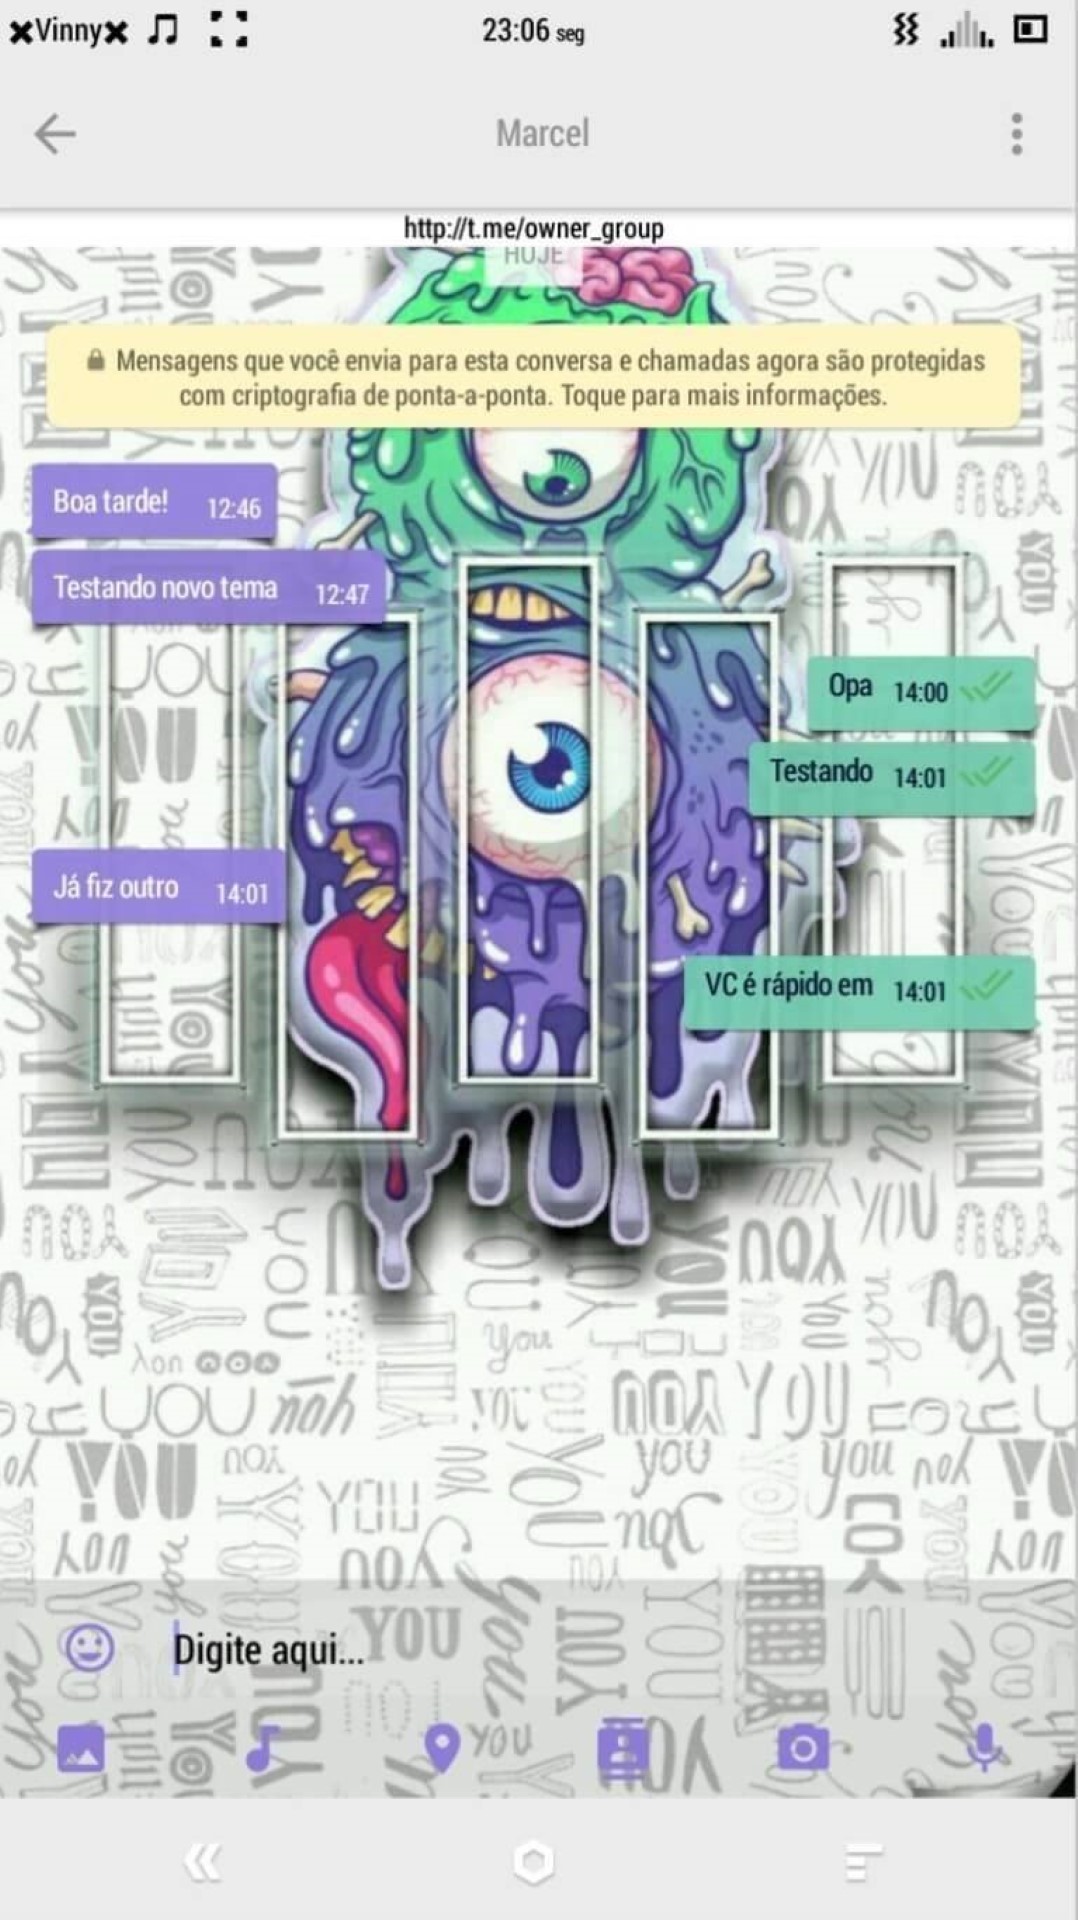 ×Vinny×
23:06 seg
Marcel
http://t.me/owner_group
HOJE
Mensagens que você envia para esta conversa e chamadas agora são protegidas
com criptografia de ponta-a-ponta. Toque para mais informações.
Boa tarde! 12:46
Testando novo tema 12:47
Opa 14:00
Testando 14:01
Já fiz outro 14:01
VC é rápido em 14:01
Digite aqui...